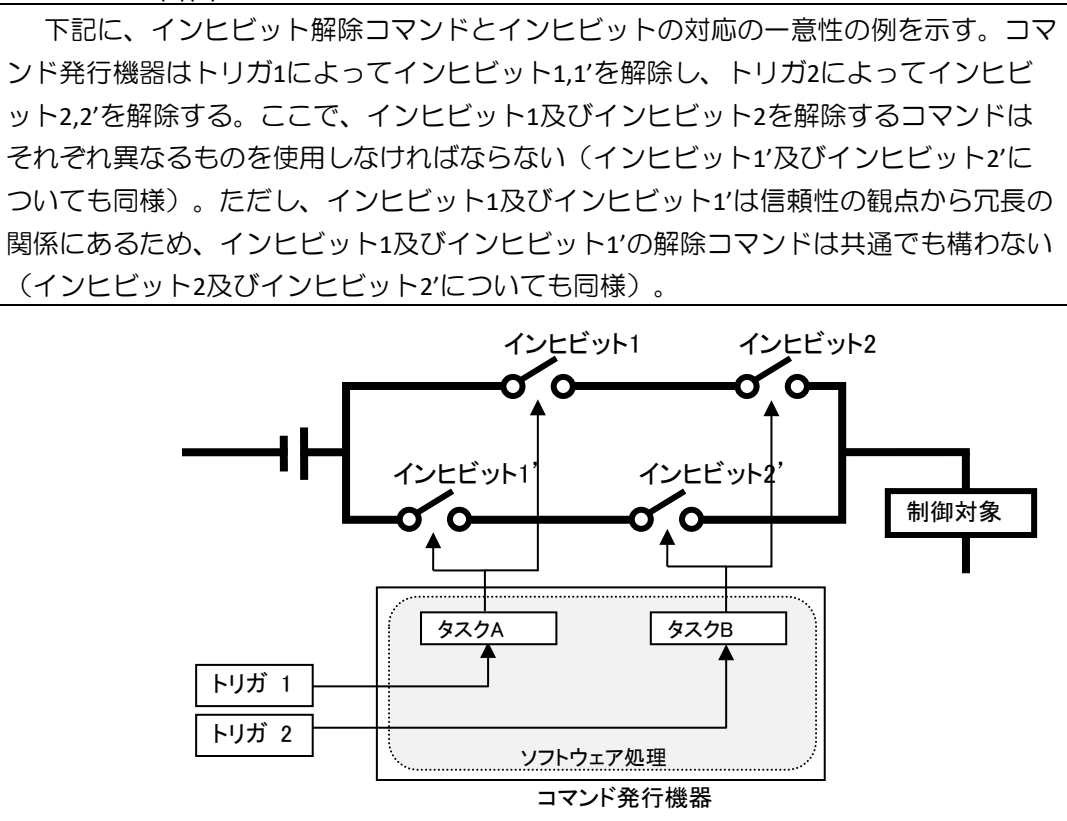 下記に、インヒビット解除コマンドとインヒビットの対応の一意性の例を示す。コマ
ンド発行機器はトリガ1によってインヒビット1,1’を解除し、トリガ2によってインヒビ
ット2,2’を解除する。ここで、インヒビット1及びインヒビット2を解除するコマンドは
それぞれ異なるものを使用しなければならない（インヒビット1’及びインヒビット2’に
ついても同様）。ただし、インヒビット1及びインヒビット1’は信頼性の観点から冗長の
関係にあるため、インヒビット1及びインヒビット1’の解除コマンドは共通でも構わない
（インヒビット2及びインヒビット2’についても同様）。
インヒビット1
インヒビット2
インヒビット1’
インヒビット2’
制御対象
タスクA
タスクB
トリガ 1
トリガ 2
ソフトウェア処理
コマンド発行機器